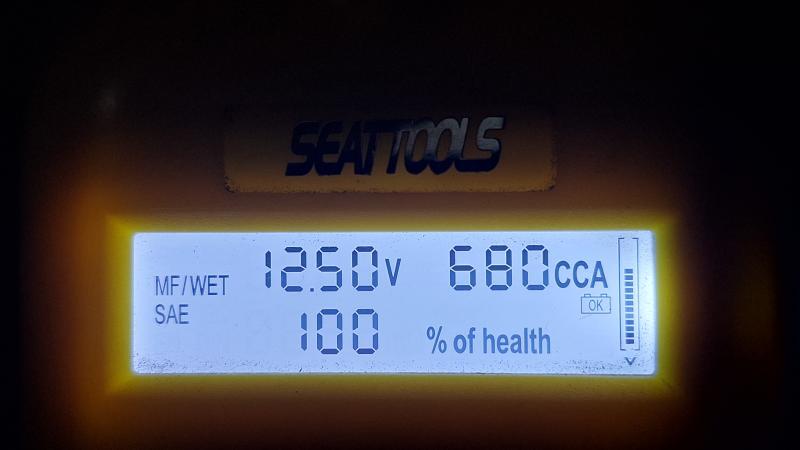 SEATTOOLS
MF/WET 12.50V 680CCA
SAE OK
100 % of health